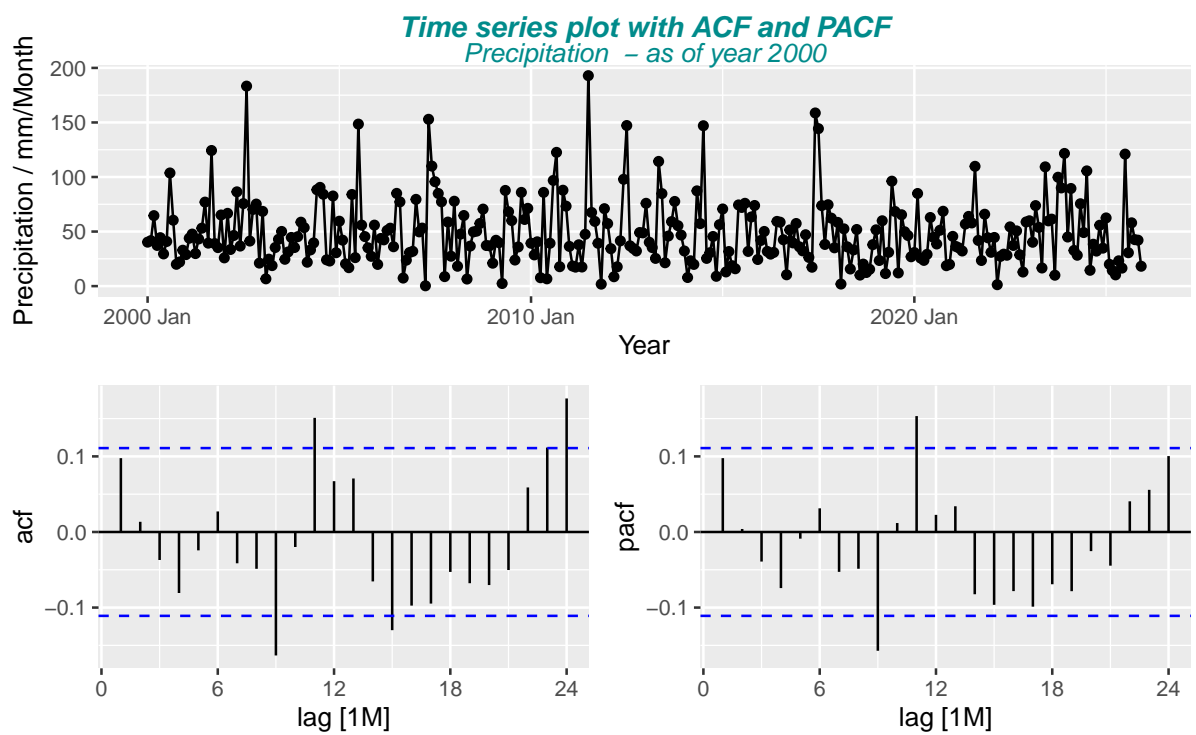 Time series plot with ACF and PACF
Precipitation – as of year 2000
Precipitation / mm/Month
200
150
100
50
0
2000 Jan
2010 Jan
2020 Jan
Year
acf
0.1
0.0
−0.1
0
6
12
18
24
lag [1M]
pacf
0.1
0.0
−0.1
0
6
12
18
24
lag [1M]